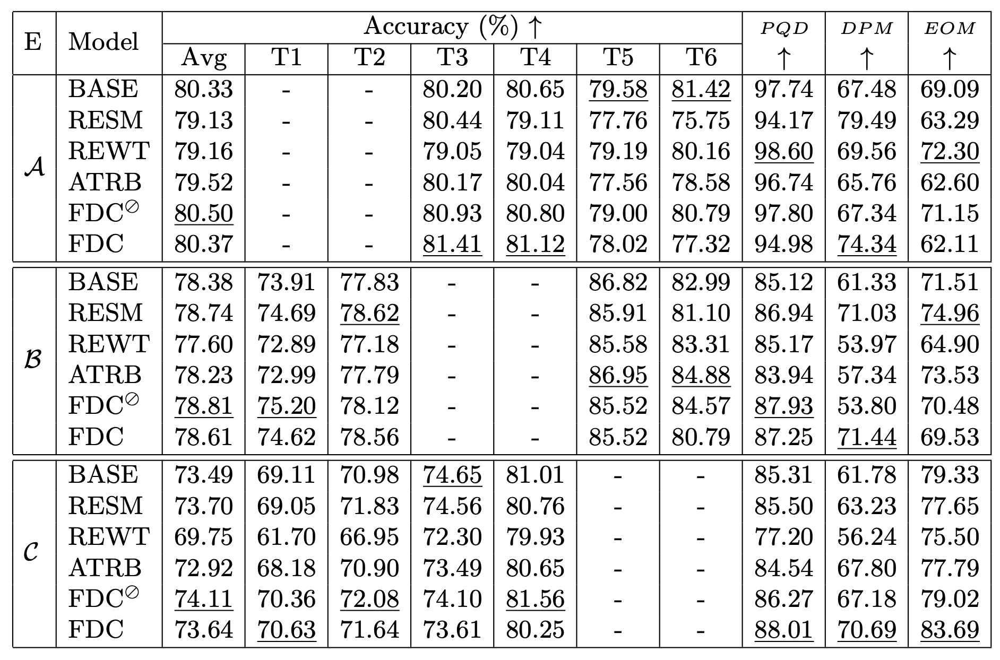 E Model Accuracy (%) ↑ PQD DPM EOM
Avg T1 T2 T3 T4 T5 T6 ↑ ↑ ↑
𝒜
BASE 80.33 - - 80.20 80.65 79.58 81.42 97.74 67.48 69.09
RESM 79.13 - - 80.44 79.11 77.76 75.75 94.17 79.49 63.29
REWT 79.16 - - 79.05 79.04 79.19 80.16 98.60 69.56 72.30
ATRB 79.52 - - 80.17 80.04 77.56 78.58 96.74 65.76 62.60
FDC⊘ 80.50 - - 80.93 80.80 79.00 80.79 97.80 67.34 71.15
FDC 80.37 - - 81.41 81.12 78.02 77.32 94.98 74.34 62.11
ℬ
BASE 78.38 73.91 77.83 - - 86.82 82.99 85.12 61.33 71.51
RESM 78.74 74.69 78.62 - - 85.91 81.10 86.94 71.03 74.96
REWT 77.60 72.89 77.18 - - 85.58 83.31 85.17 53.97 64.90
ATRB 78.23 72.99 77.79 - - 86.95 84.88 83.94 57.34 73.53
FDC⊘ 78.81 75.20 78.12 - - 85.52 84.57 87.93 53.80 70.48
FDC 78.61 74.62 78.56 - - 85.52 80.79 87.25 71.44 69.53
𝒞
BASE 73.49 69.11 70.98 74.65 81.01 - - 85.31 61.78 79.33
RESM 73.70 69.05 71.83 74.56 80.76 - - 85.50 63.23 77.65
REWT 69.75 61.70 66.95 72.30 79.93 - - 77.20 56.24 75.50
ATRB 72.92 68.18 70.90 73.49 80.65 - - 84.54 67.80 77.79
FDC⊘ 74.11 70.36 72.08 74.10 81.56 - - 86.27 67.18 79.02
FDC 73.64 70.63 71.64 73.61 80.25 - - 88.01 70.69 83.69